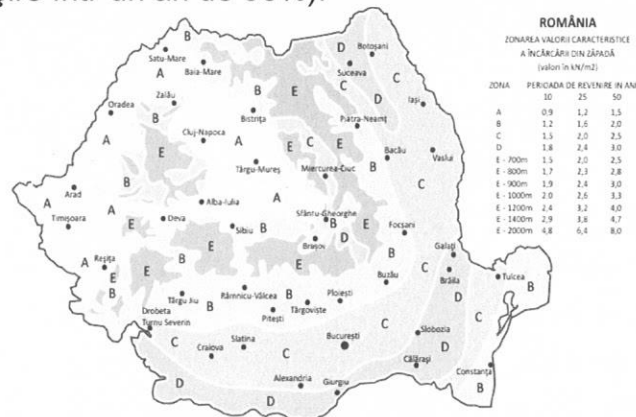 ROMÂNIA
ZONAREA VALORII CARACTERISTICE
A ÎNCĂRCĂRII DIN ZĂPADĂ
(valori în kN/m2)
ZONA PERIOADA DE REVENIRE IN ANI
10 25 50
A 0,9 1,2 1,5
B 1,2 1,6 2,0
C 1,5 2,0 2,5
D 1,8 2,4 3,0
E - 700m 1,5 2,0 2,5
E - 800m 1,7 2,3 2,8
E - 900m 1,9 2,4 3,0
E - 1000m 2,0 2,6 3,3
E - 1200m 2,4 3,2 4,0
E - 1400m 2,9 3,8 4,7
E - 2000m 4,8 6,4 8,0
B
D Botoșani
Satu-Mare
Baia-Mare
Suceava
A
B
E
C
C
Zalău
Oradea
B
Bistrița
D
Iași
Piatra-Neamț
Cluj-Napoca
A
E
A
E C E
Bacău
B
Vaslui
Târgu-Mureș
Miercurea-Ciuc
Arad
B
A
Alba-Iulia
A
C
Timișoara
A
E
Deva
Sibiu
Sfântu-Gheorghe
B
E
Brașov
D
Focșani
Reșița
A
E
B
E
B
E
E
B
Galați
Brăila
Tulcea
B
Târgu Jiu
Râmnicu-Vâlcea
B
Buzău
C
D
C
Drobeta
Turnu Severin
B
Pitești
Târgoviște
Ploiești
C
Craiova
Slatina
C
București
C
Slobozia
Călărași
D
C
Constanța
D
Alexandria
Giurgiu
D
B